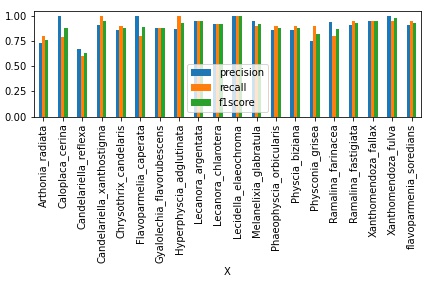 1.00
0.75
0.50
0.25
0.00
precision
recall
f1score
Arthonia_radiata
Caloplaca_cerina
Candelariella_reflexa
Candelariella_xanthostigma
Chrysothrix_candelaris
Flavoparmelia_caperata
Gyalolechia_flavorubescens
Hyperphyscia_adglutinata
Lecanora_argentata
Lecanora_chlarotera
Lecidella_elaeochroma
Melanelixia_glabratula
Phaeophyscia_orbicularis
Physcia_biziana
Physconia_grisea
Ramalina_farinacea
Ramalina_fastigiata
Xanthomendoza_fallax
Xanthomendoza_fulva
flavoparmenia_soredians
X